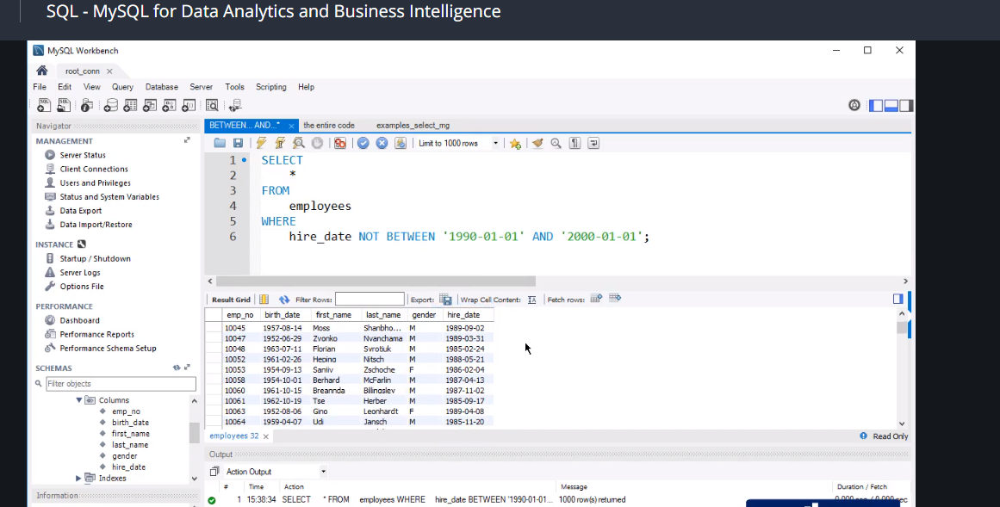 SQL - MySQL for Data Analytics and Business Intelligence
MySQL Workbench
root_conn
File Edit View Query Database Server Tools Scripting Help
Navigator
MANAGEMENT
Server Status
Client Connections
Users and Privileges
Status and System Variables
Data Export
Data Import/Restore
INSTANCE
Startup / Shutdown
Server Logs
Options File
PERFORMANCE
Dashboard
Performance Reports
Performance Schema Setup
SCHEMAS
Filter objects
Columns
emp_no
birth_date
first_name
last_name
gender
hire_date
Indexes
Information
BETWEEN... AND...* the entire code examples_select_mg
Limit to 1000 rows
1 SELECT
2 *
3 FROM
4 employees
5 WHERE
6 hire_date NOT BETWEEN '1990-01-01' AND '2000-01-01';
Result Grid Filter Rows: Export: Wrap Cell Content: Fetch rows:
emp_no birth_date first_name last_name gender hire_date
10045 1957-08-14 Moss Shanbho... M 1989-09-02
10047 1952-06-29 Zvonko Nyanchama M 1989-03-31
10048 1963-07-11 Florian Syrotiuk M 1985-02-24
10052 1961-02-26 Heping Nitsch M 1988-05-21
10053 1954-09-13 Sanjiv Zschoche F 1986-02-04
10058 1954-10-01 Berhard McFarlin M 1987-04-13
10060 1961-10-15 Breannda Billingsley M 1987-11-02
10061 1962-10-19 Tse Herber M 1985-09-17
10063 1952-08-06 Gino Leonhardt F 1989-04-08
10064 1959-04-07 Udi Jansch M 1985-11-20
employees 32
Read Only
Output
Action Output
# Time Action Message Duration / Fetch
1 15:38:34 SELECT * FROM employees WHERE hire_date BETWEEN '1990-01-01... 1000 row(s) returned